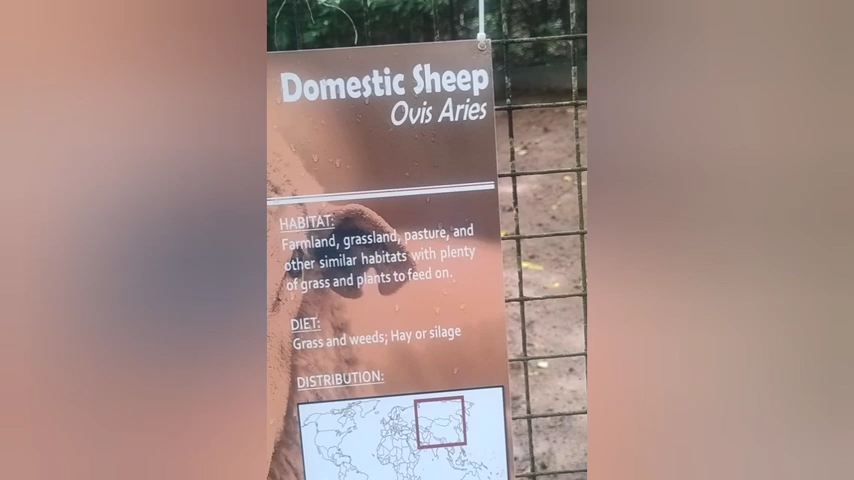 Domestic Sheep
Ovis Aries
HABITAT:
Farmland, grassland, pasture, and
other similar habitats with plenty
of grass and plants to feed on.
DIET:
Grass and weeds; Hay or silage
DISTRIBUTION: